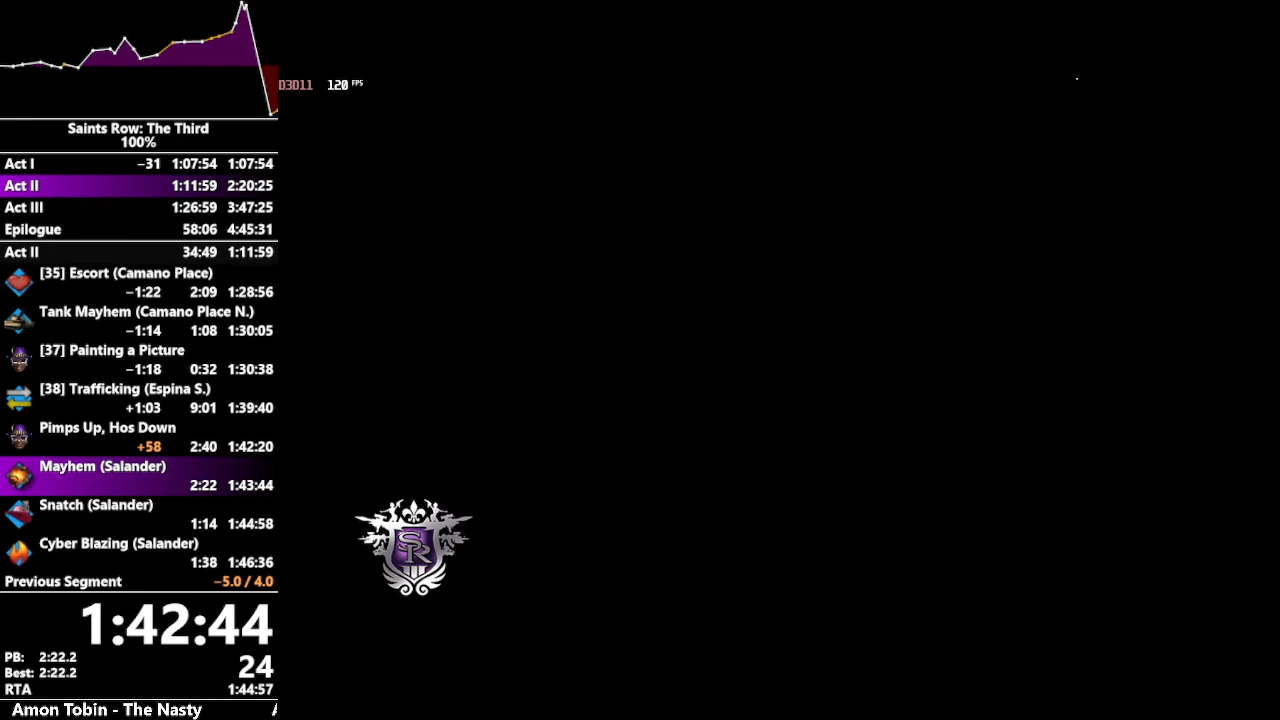 D3D11 120 FPS
Saints Row: The Third
100%
Act I −31 1:07:54 1:07:54
Act II 1:11:59 2:20:25
Act III 1:26:59 3:47:25
Epilogue 58:06 4:45:31
Act II 34:49 1:11:59
[35] Escort (Camano Place)
−1:22 2:09 1:28:56
Tank Mayhem (Camano Place N.)
−1:14 1:08 1:30:05
[37] Painting a Picture
−1:18 0:32 1:30:38
[38] Trafficking (Espina S.)
+1:03 9:01 1:39:40
Pimps Up, Hos Down
+58 2:40 1:42:20
Mayhem (Salander)
2:22 1:43:44
Snatch (Salander)
1:14 1:44:58
Cyber Blazing (Salander)
1:38 1:46:36
Previous Segment −5.0 / 4.0
1:42:44
PB: 2:22.2
24
Best: 2:22.2
RTA 1:44:57
Amon Tobin - The Nasty
SR